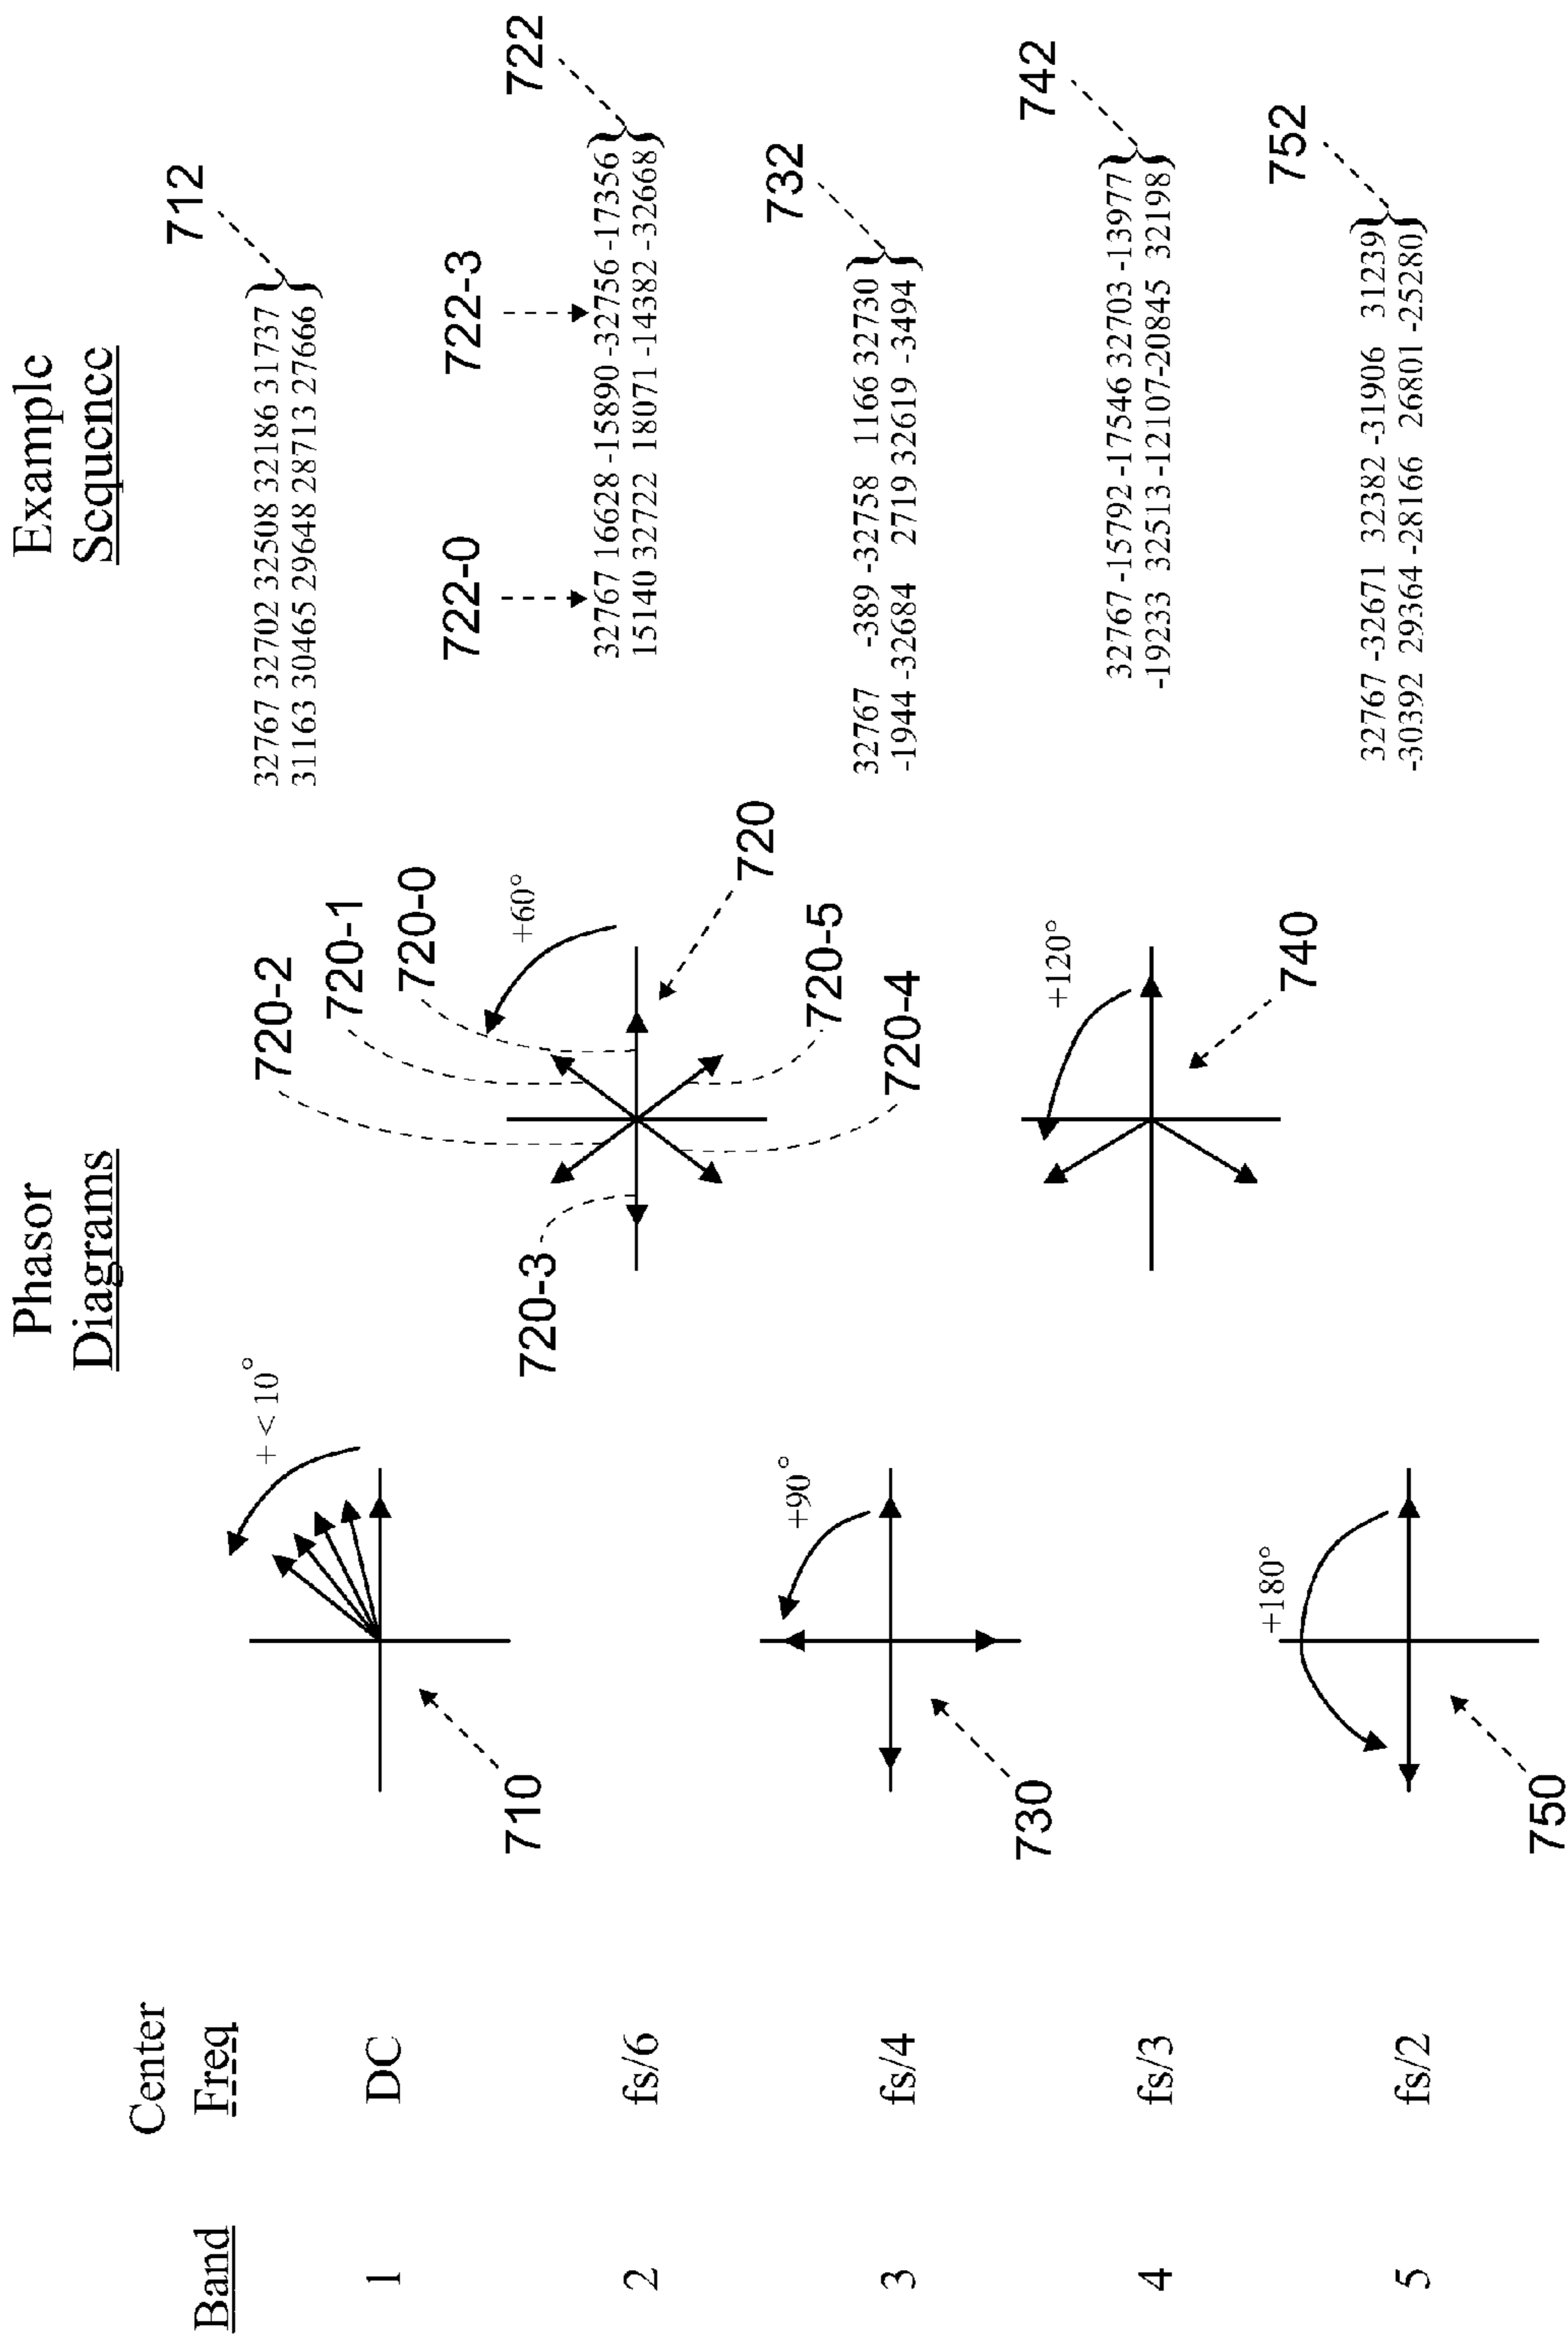 Band
Center
Freq
Phasor
Diagrams
Example
Sequence
1
DC
+ < 10°
710
32767 32702 32508 32186 31737
31163 30465 29648 28713 27666
712
2
fs/6
720-2
720-1
720-0
+60°
720-3
720
720-5
720-4
722-0
722-3
32767 16628 -15890 -32756 -17356
15140 32722 18071 -14382 -32668
722
3
fs/4
+90°
730
32767 -389 -32758 1166 32730
-1944 -32684 2719 32619 -3494
732
4
fs/3
+120°
740
32767 -15792 -17546 32703 -13977
-19233 32513 -12107-20845 32198
742
5
fs/2
+180°
750
32767 -32671 32382 -31906 31239
-30392 29364 -28166 26801 -25280
752